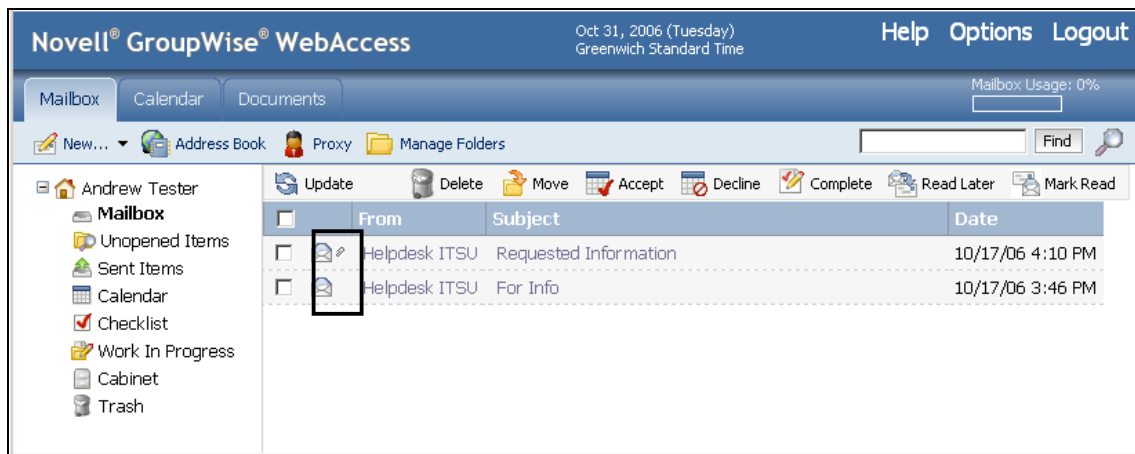 Novell® GroupWise® WebAccess
Oct 31, 2006 (Tuesday)
Greenwich Standard Time
Help Options Logout
Mailbox Calendar Documents
Mailbox Usage: 0%
New... Address Book Proxy Manage Folders
Find
Andrew Tester
Mailbox
Unopened Items
Sent Items
Calendar
Checklist
Work In Progress
Cabinet
Trash
Update Delete Move Accept Decline Complete Read Later Mark Read
From Subject Date
Helpdesk ITSU Requested Information 10/17/06 4:10 PM
Helpdesk ITSU For Info 10/17/06 3:46 PM